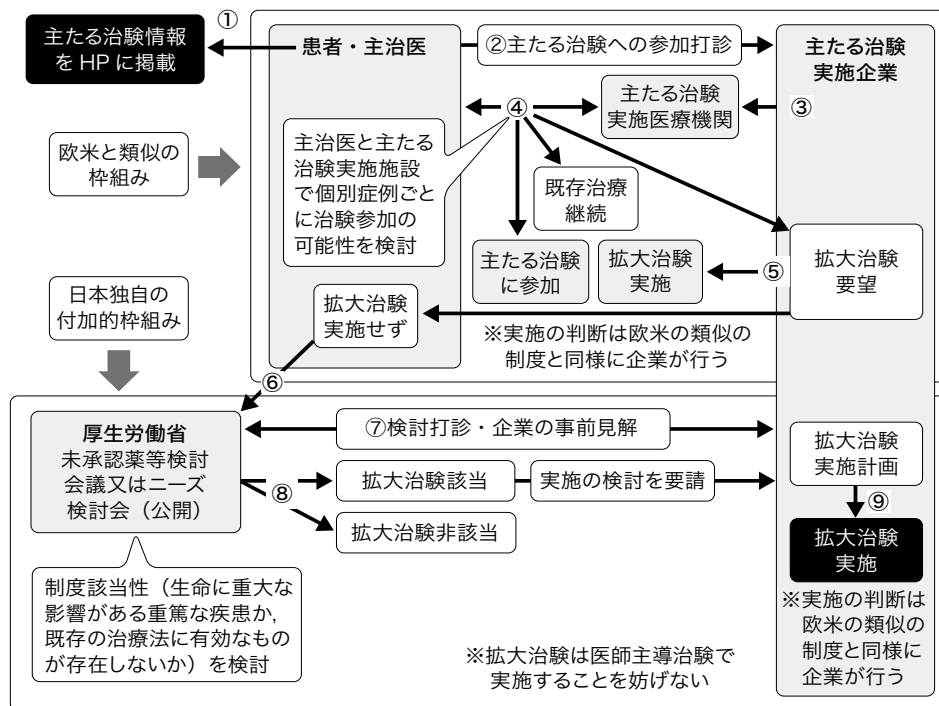 ①
主たる治験情報
をHPに掲載
患者・主治医
②主たる治験への参加打診
主たる治験
実施企業
④
主たる治験
実施医療機関
③
欧米と類似の
枠組み
主治医と主たる
治験実施施設
で個別症例ごと
に治験参加の
可能性を検討
既存治療
継続
主たる治験
に参加
拡大治験
実施
⑤
拡大治験
要望
日本独自の
付加的枠組み
拡大治験
実施せず
※実施の判断は欧米の類似の
制度と同様に企業が行う
⑥
厚生労働省
未承認薬等検討
会議又はニーズ
検討会（公開）
⑦検討打診・企業の事前見解
拡大治験
実施計画
⑧
拡大治験該当
実施の検討を要請
⑨
拡大治験非該当
拡大治験
実施
制度該当性（生命に重大な
影響がある重篤な疾患か，
既存の治療法に有効なもの
が存在しないか）を検討
※実施の判断は
欧米の類似の
制度と同様に
企業が行う
※拡大治験は医師主導治験で
実施することを妨げない